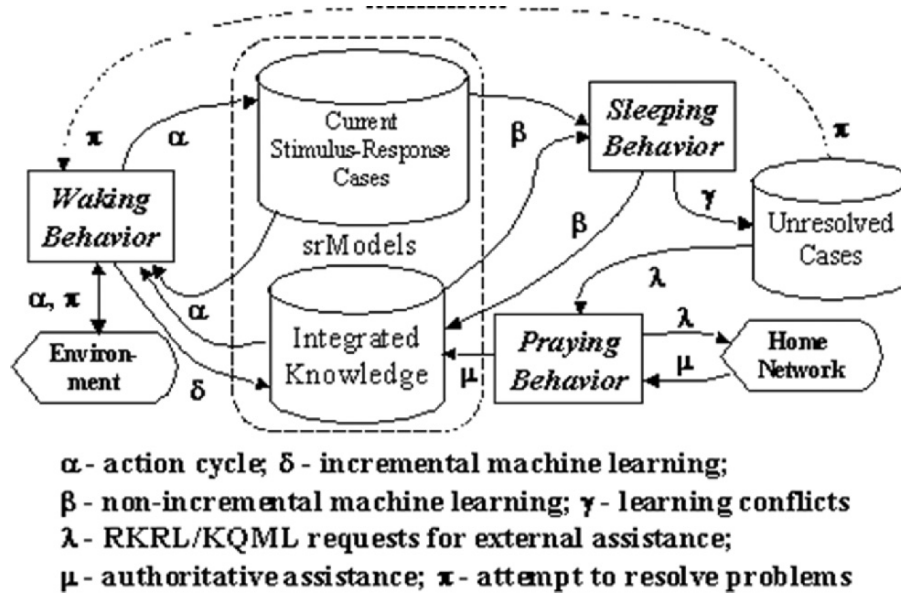 π
α
Current
Stimulus-Response
Cases
β
Sleeping
Behavior
π
Waking
Behavior
γ
Unresolved
Cases
srModels
β
α, π
α
λ
Environ-
ment
Integrated
Knowledge
Praying
Behavior
λ
Home
Network
δ
μ
μ
α - action cycle; δ - incremental machine learning;
β - non-incremental machine learning; γ - learning conflicts
λ - RKRL/KQML requests for external assistance;
μ - authoritative assistance; π - attempt to resolve problems